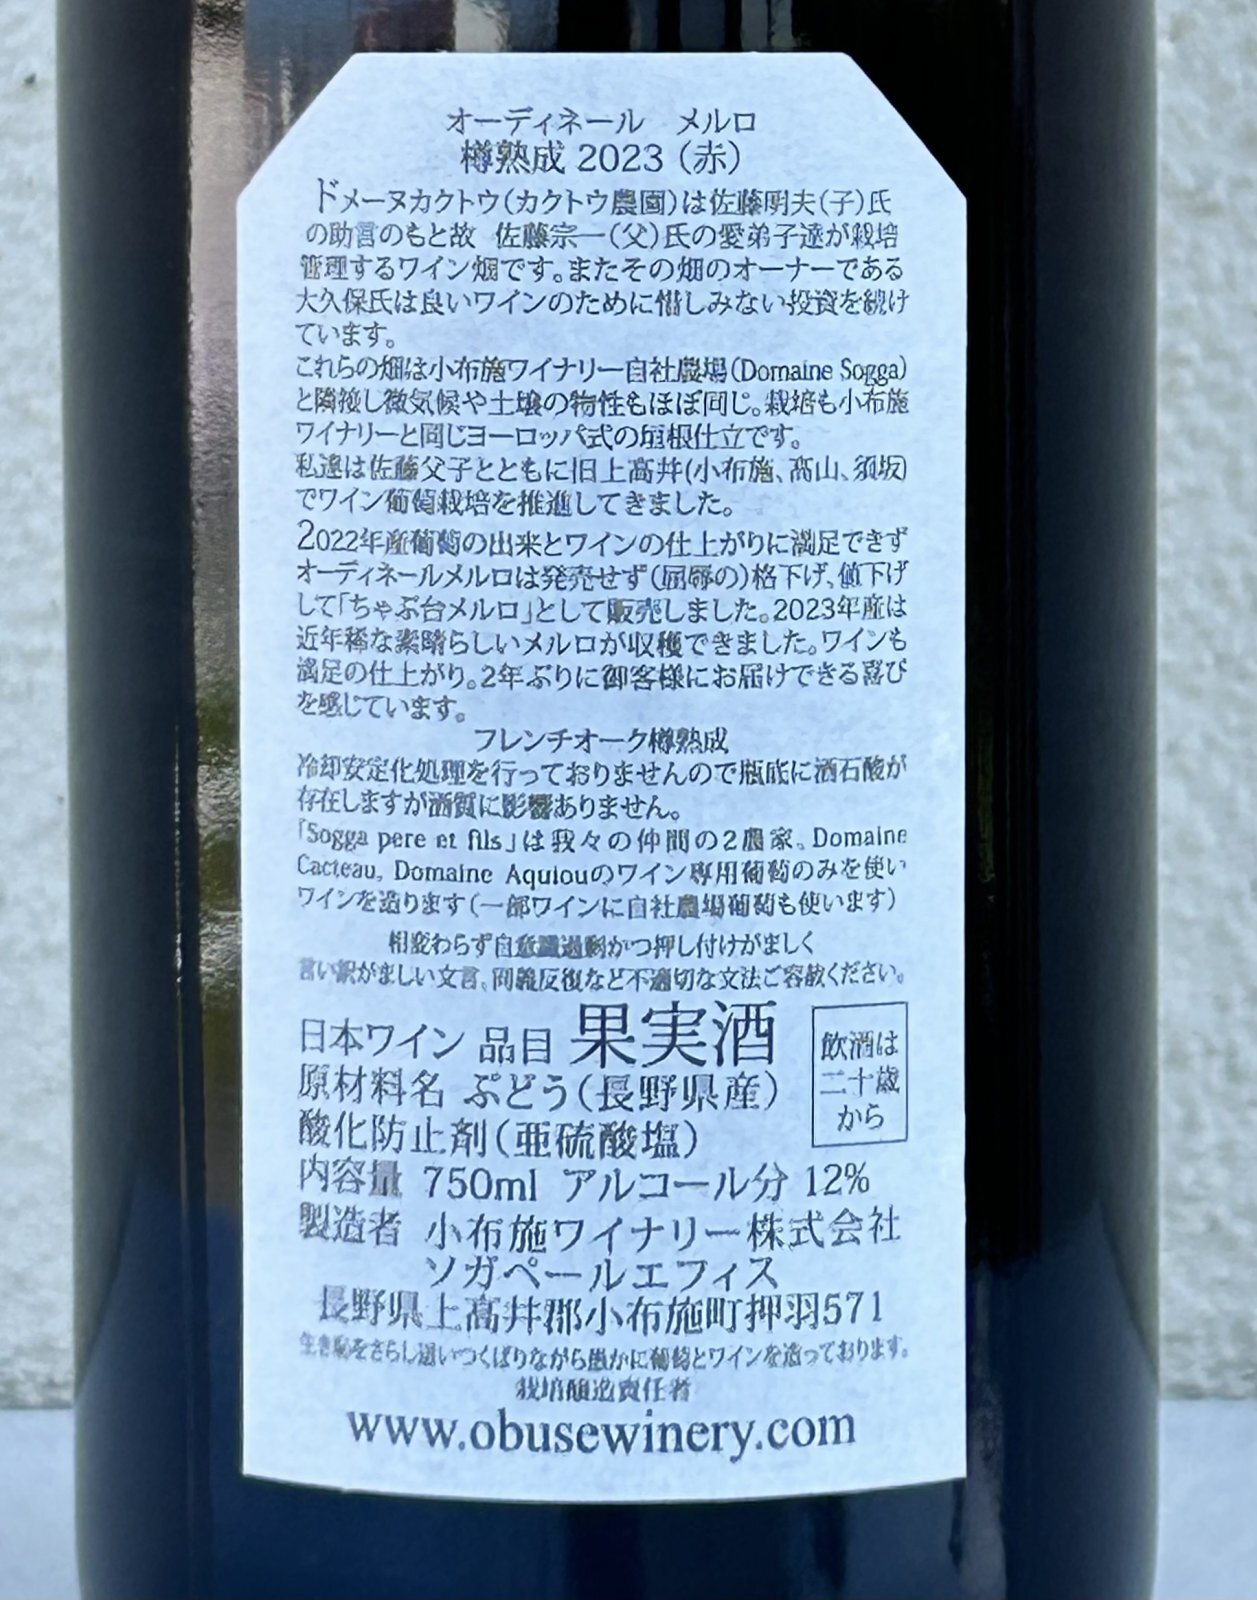 オーディネール　メルロ
樽熟成 2023 (赤)
ドメーヌカクトウ(カクトウ農園)は佐藤明夫(子)氏
の助言のもと故 佐藤宗一(父)氏の愛弟子達が栽培
管理するワイン畑です。またその畑のオーナーである
大久保氏は良いワインのために惜しみない投資を続け
ています。
これらの畑は小布施ワイナリー自社農場(Domaine Sogga)
と隣接し微気候や土壌の物性もほぼ同じ。栽培も小布施
ワイナリーと同じヨーロッパ式の垣根仕立です。
私達は佐藤父子とともに旧上高井(小布施、高山、須坂)
でワイン葡萄栽培を推進してきました。
2022年産葡萄の出来とワインの仕上がりに満足できず
オーディネールメルロは発売せず(屈辱の)格下げ、値下げ
して「ちゃぶ台メルロ」として販売しました。2023年産は
近年稀な素晴らしいメルロが収穫できました。ワインも
満足の仕上がり。2年ぶりに御客様にお届けできる喜び
を感じています。
フレンチオーク樽熟成
冷却安定化処理を行っておりませんので瓶底に酒石酸が
存在しますが酒質に影響ありません。
「Sogga pere et fils」は我々の仲間の2農家。Domaine
Cacteau, Domaine Aquiouのワイン専用葡萄のみを使い
ワインを造ります(一部ワインに自社農場葡萄も使います)
相変わらず自意識過剰かつ押し付けがましく
言い訳がましい文言、同義反復など不適切な文法ご容赦ください。
日本ワイン 品目 果実酒
原材料名 ぶどう(長野県産)
酸化防止剤(亜硫酸塩)
飲酒は
二十歳
から
内容量 750ml アルコール分 12%
製造者 小布施ワイナリー株式会社
ソガペールエフィス
長野県上高井郡小布施町押羽571
生き恥をさらし這いつくばりながら愚かに葡萄とワインを造っております。
栽培醸造責任者
www.obusewinery.com